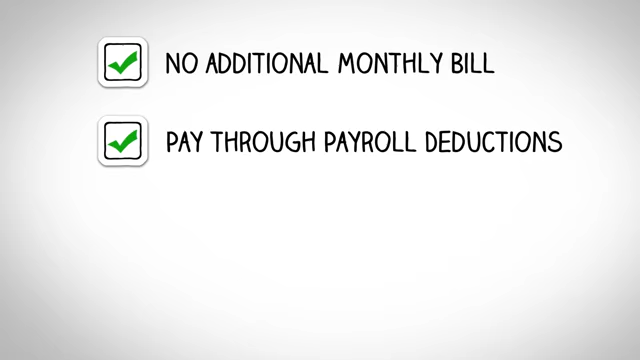 NO ADDITIONAL MONTHLY BILL
PAY THROUGH PAYROLL DEDUCTIONS